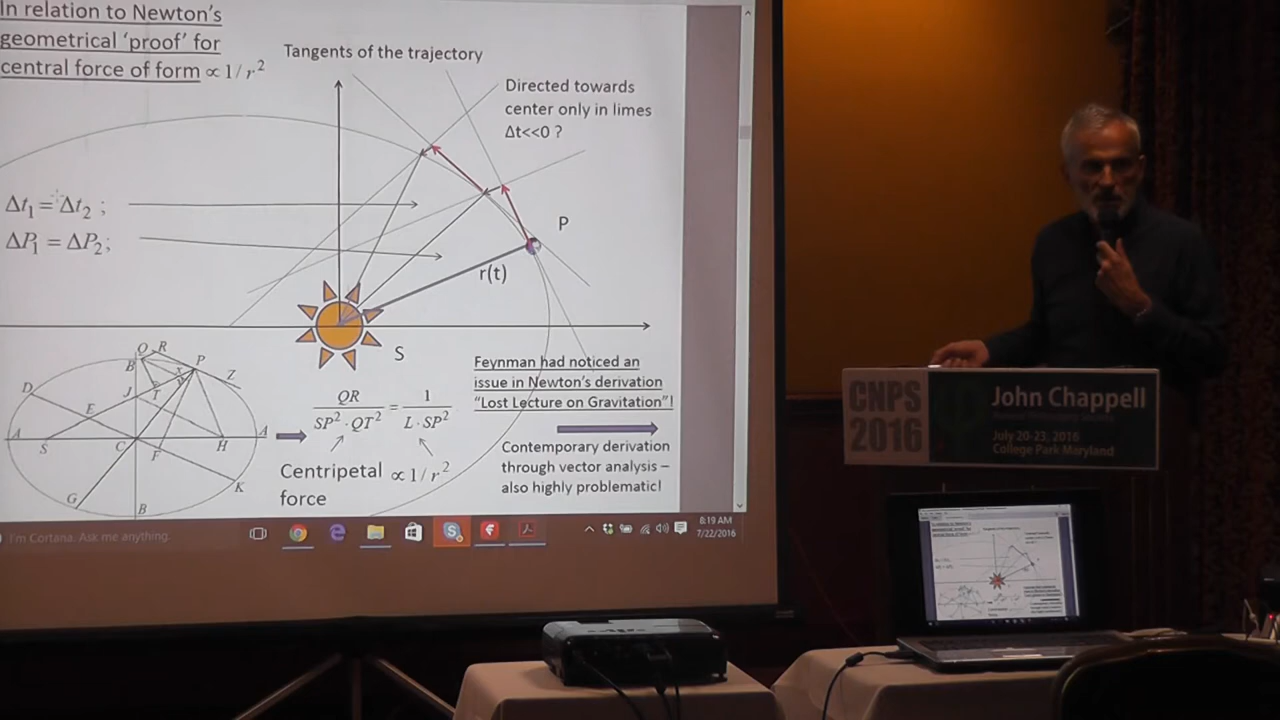 In relation to Newton's
geometrical 'proof' for
central force of form ∝ 1/r²
Tangents of the trajectory
Directed towards
center only in limes
Δt<<0 ?
Δt₁ = Δt₂ ;
ΔP₁ = ΔP₂;
P
r(t)
S
Q R
B
P
Z
D
J
X
T
E
A
S
C
F
H
A
G
K
B
QR / SP² · QT² = 1 / L · SP²
Centripetal ∝ 1/r²
force
Feynman had noticed an
issue in Newton's derivation
"Lost Lecture on Gravitation"!
Contemporary derivation
through vector analysis –
also highly problematic!
I'm Cortana. Ask me anything.
8:19 AM
7/22/2016
CNPS
2016
John Chappell
July 20-23, 2016
College Park Maryland